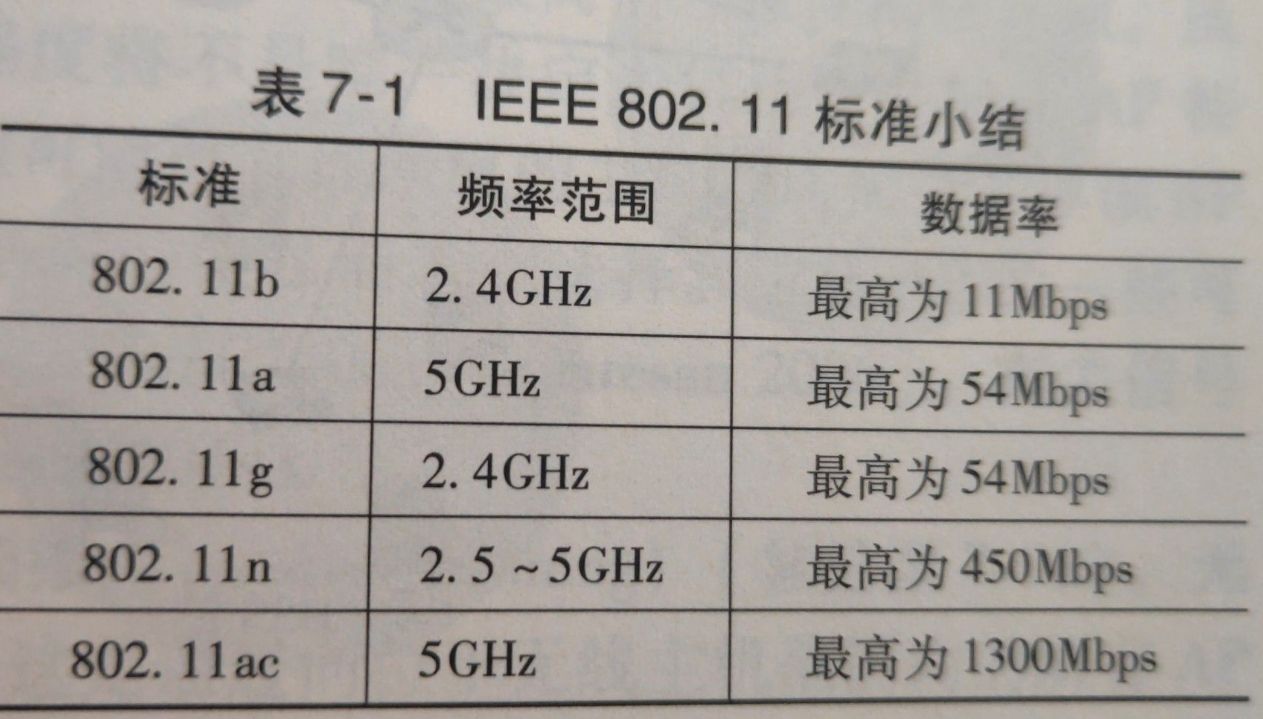 表 7-1 IEEE 802. 11 标准小结
标准 频率范围 数据率
802. 11b 2. 4GHz 最高为 11Mbps
802. 11a 5GHz 最高为 54Mbps
802. 11g 2. 4GHz 最高为 54Mbps
802. 11n 2. 5 ~ 5GHz 最高为 450Mbps
802. 11ac 5GHz 最高为 1300Mbps